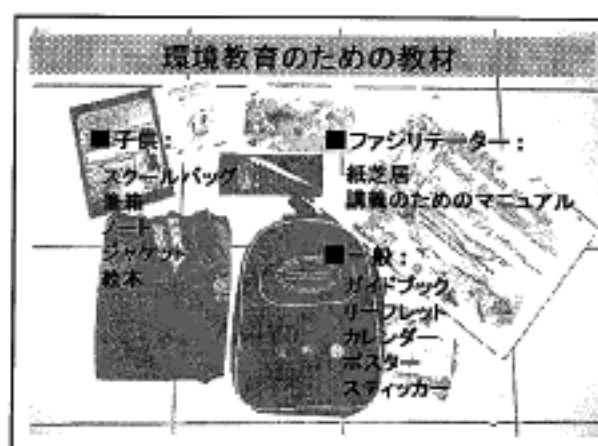 環境教育のための教材
■子供：
スクールバッグ
筆箱
ノート
ジャケット
絵本
■ファシリテーター：
紙芝居
講義のためのマニュアル
■一般：
ガイドブック
リーフレット
カレンダー
ポスター
スティッカー